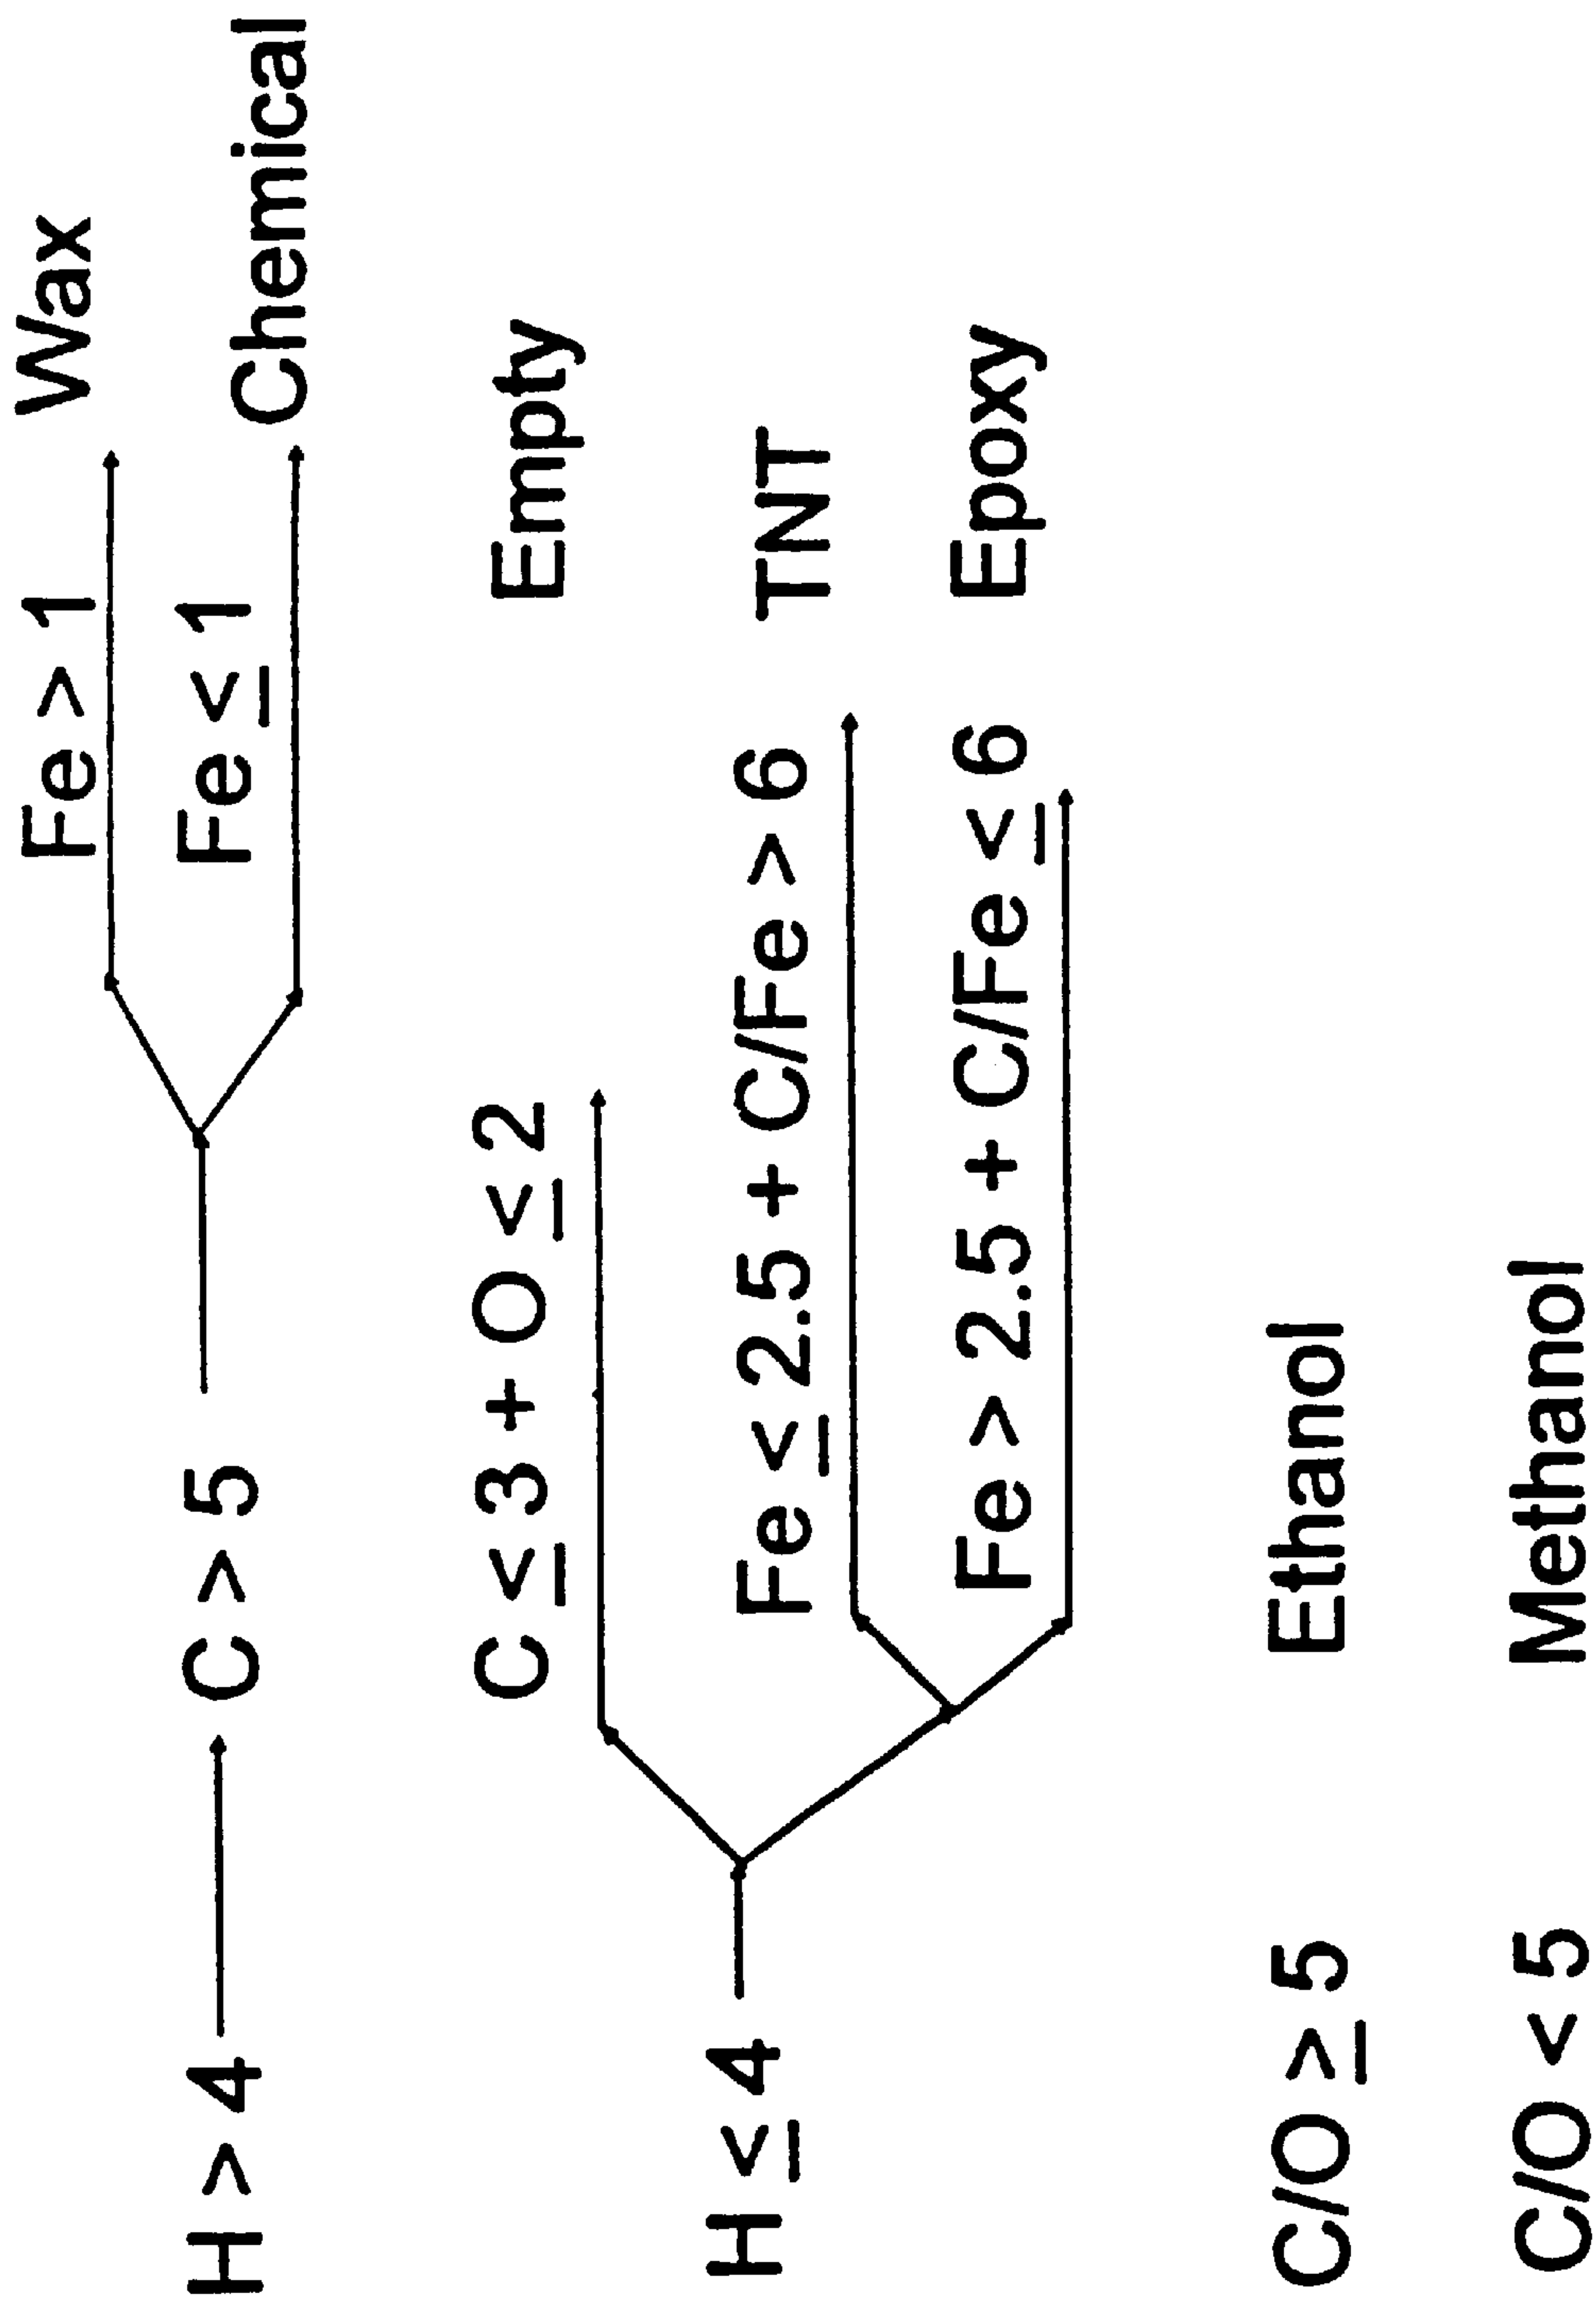 H > 4 C > 5 Fe > 1 Wax
Fe ≤ 1 Chemical
H ≤ 4 C ≤ 3 + O ≤ 2 Empty
Fe ≤ 2.5 + C/Fe > 6 TNT
Fe > 2.5 + C/Fe ≤ 6 Epoxy
C/O ≥ 5 Ethanol
C/O < 5 Methanol